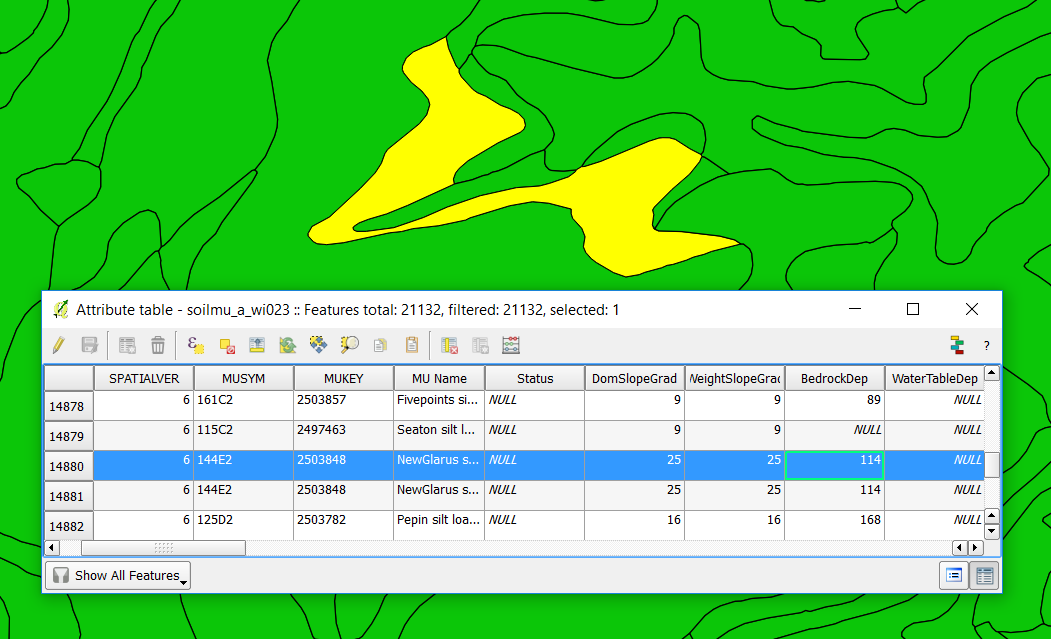 Attribute table - soilmu_a_wi023 :: Features total: 21132, filtered: 21132, selected: 1
ε
?
SPATIALVER MUSYM MUKEY MU Name Status DomSlopeGrad WeightSlopeGrad BedrockDep WaterTableDep
14878 6 161C2 2503857 Fivepoints si... NULL 9 9 89 NULL
14879 6 115C2 2497463 Seaton silt l... NULL 9 9 NULL NULL
14880 6 144E2 2503848 NewGlarus s... NULL 25 25 114 NULL
14881 6 144E2 2503848 NewGlarus s... NULL 25 25 114 NULL
14882 6 125D2 2503782 Pepin silt loa... NULL 16 16 168 NULL
Show All Features